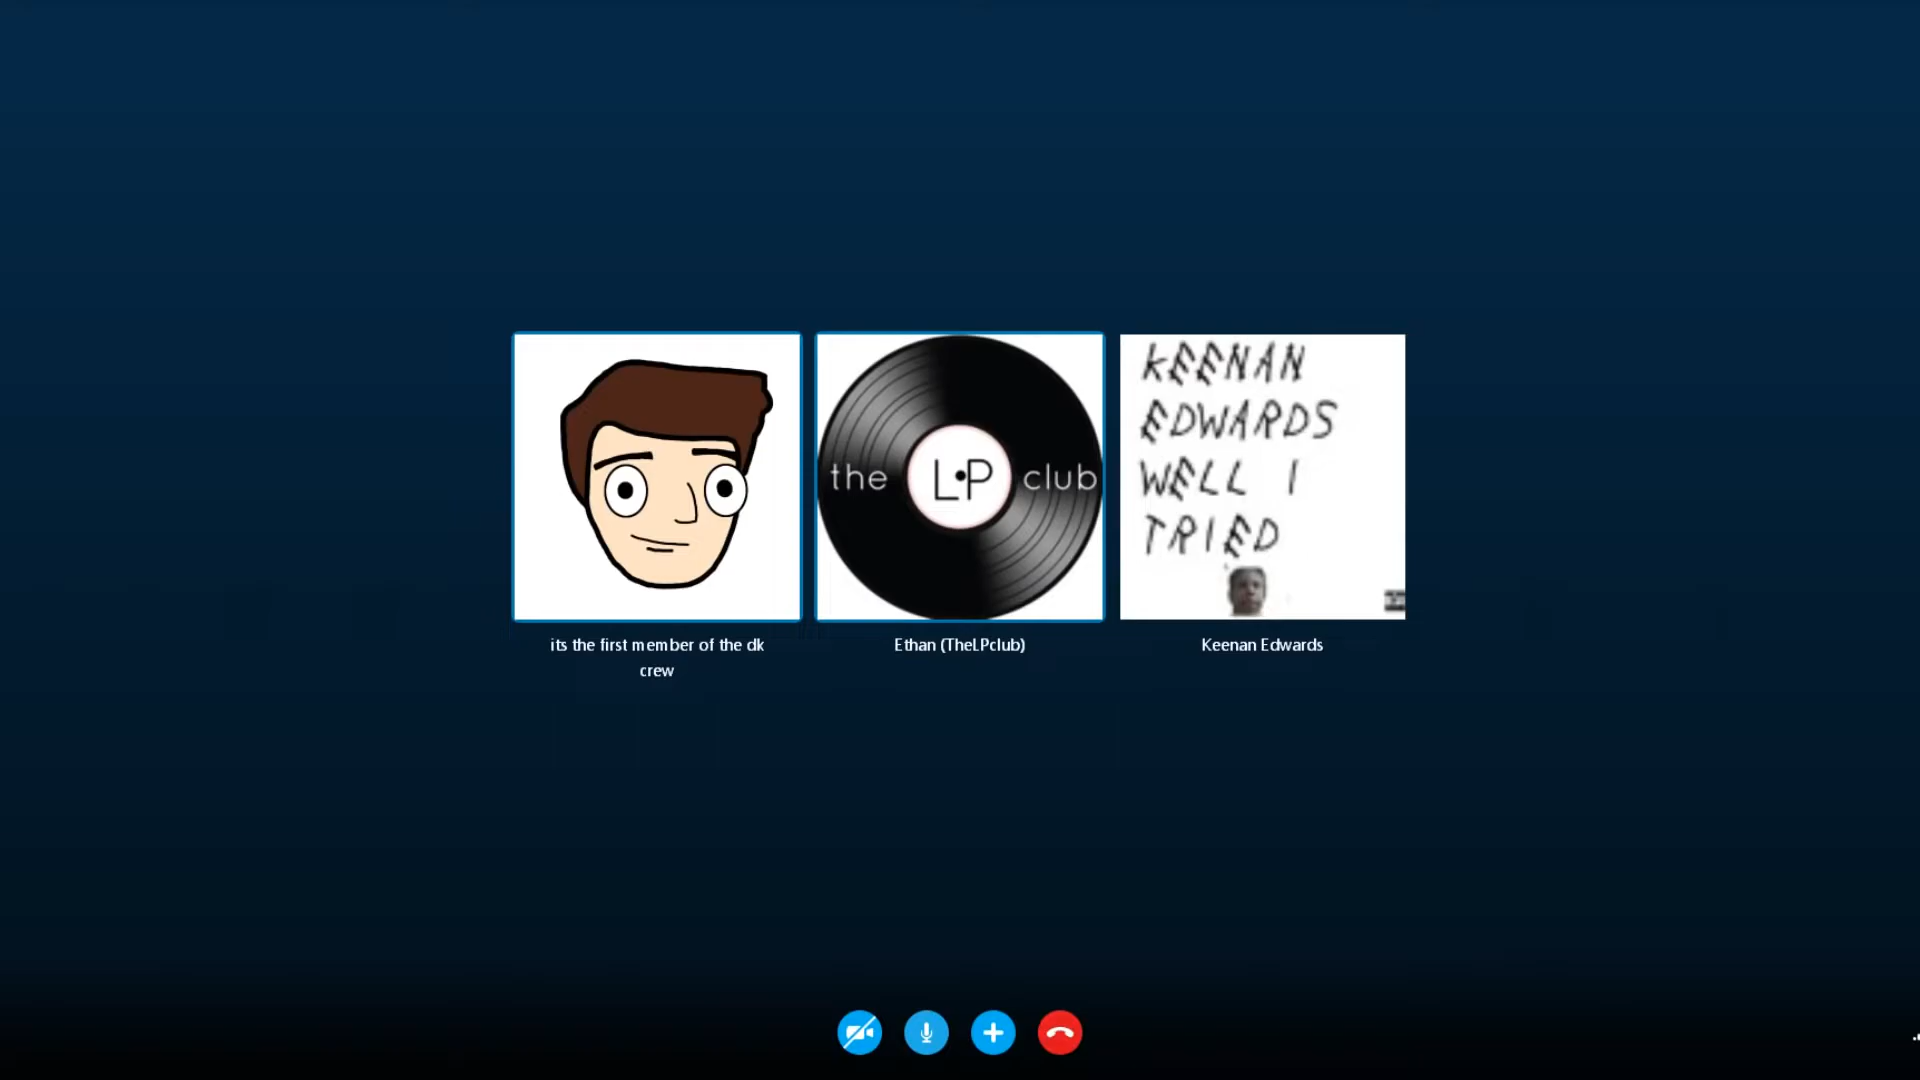 KEENAN
EDWARDS
WELL I
TRIED
the L•P club
its the first member of the dk
crew
Ethan (TheLPclub)
Keenan Edwards